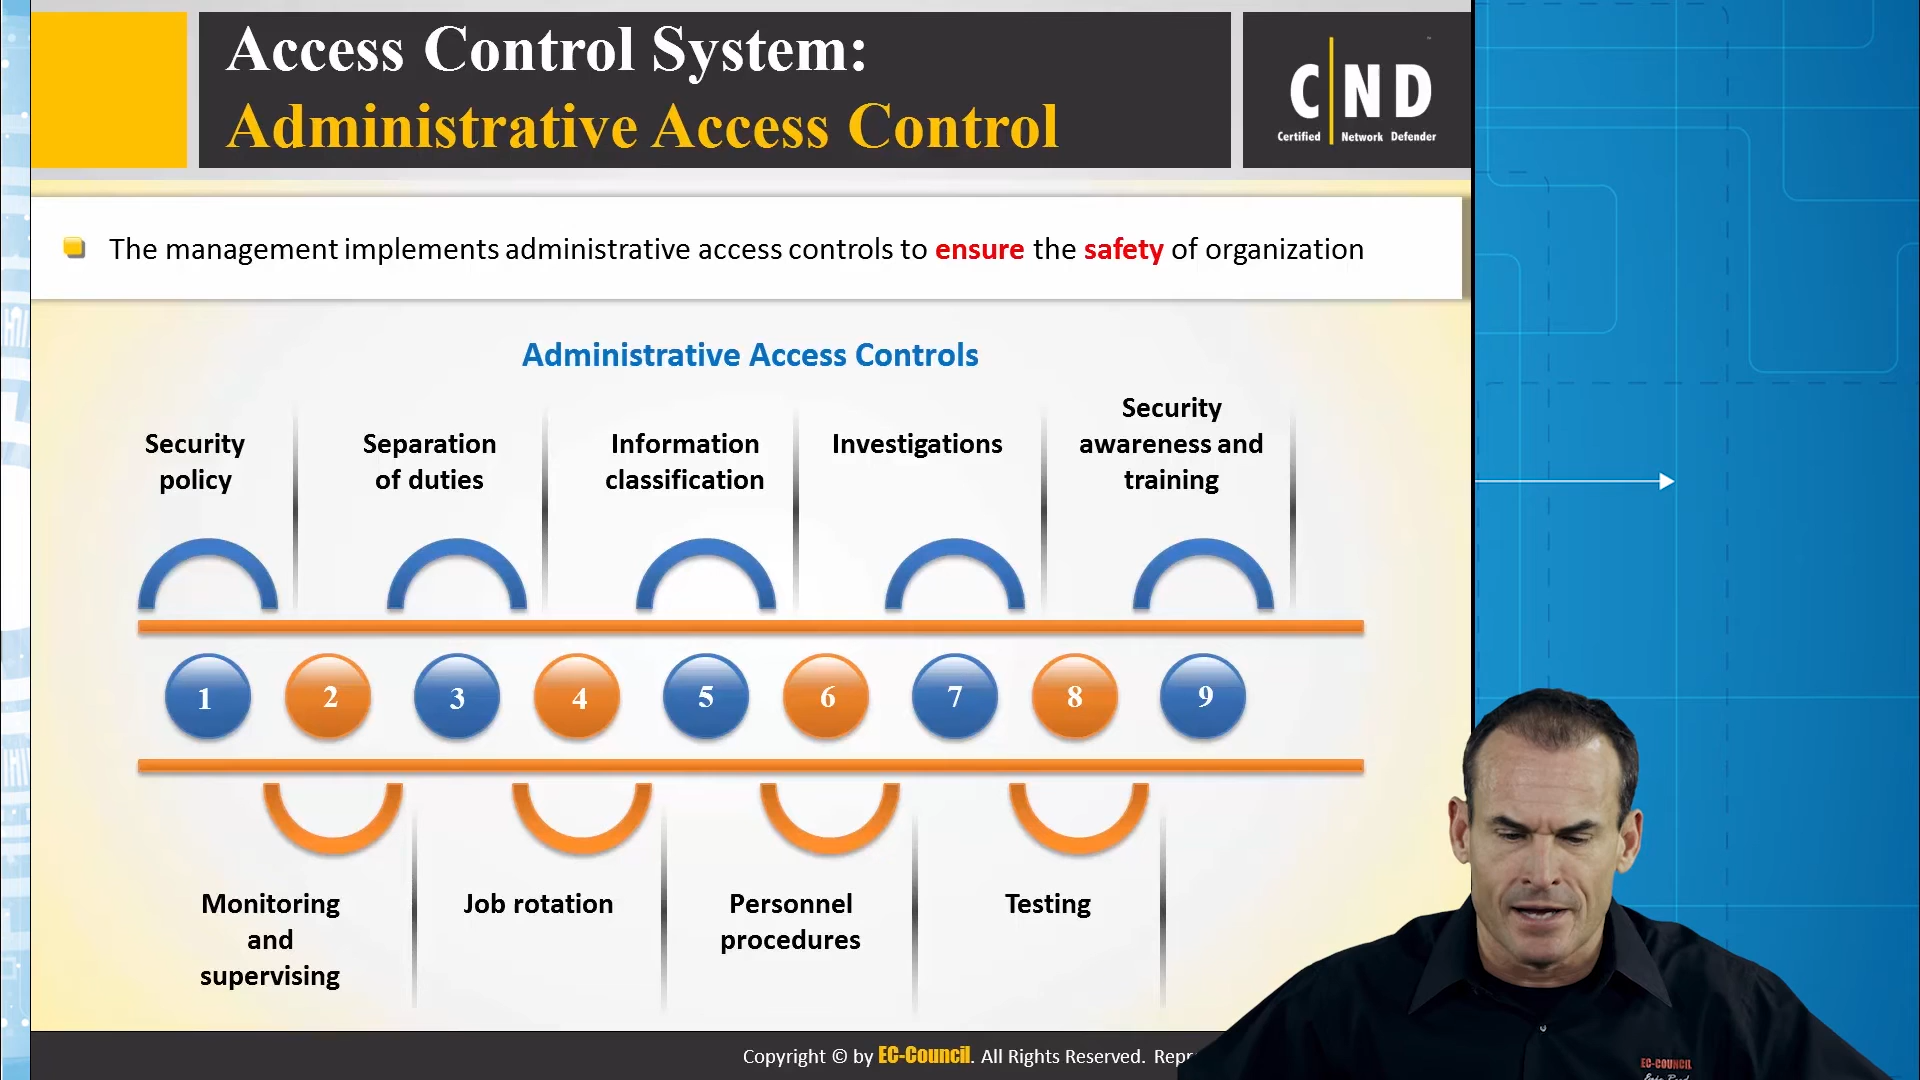 Access Control System:
Administrative Access Control
C|ND
Certified Network Defender
The management implements administrative access controls to ensure the safety of organization
Administrative Access Controls
Security
policy
Separation
of duties
Information
classification
Investigations
Security
awareness and
training
1 2 3 4 5 6 7 8 9
Monitoring
and
supervising
Job rotation
Personnel
procedures
Testing
Copyright © by EC-Council. All Rights Reserved.
EC-COUNCIL